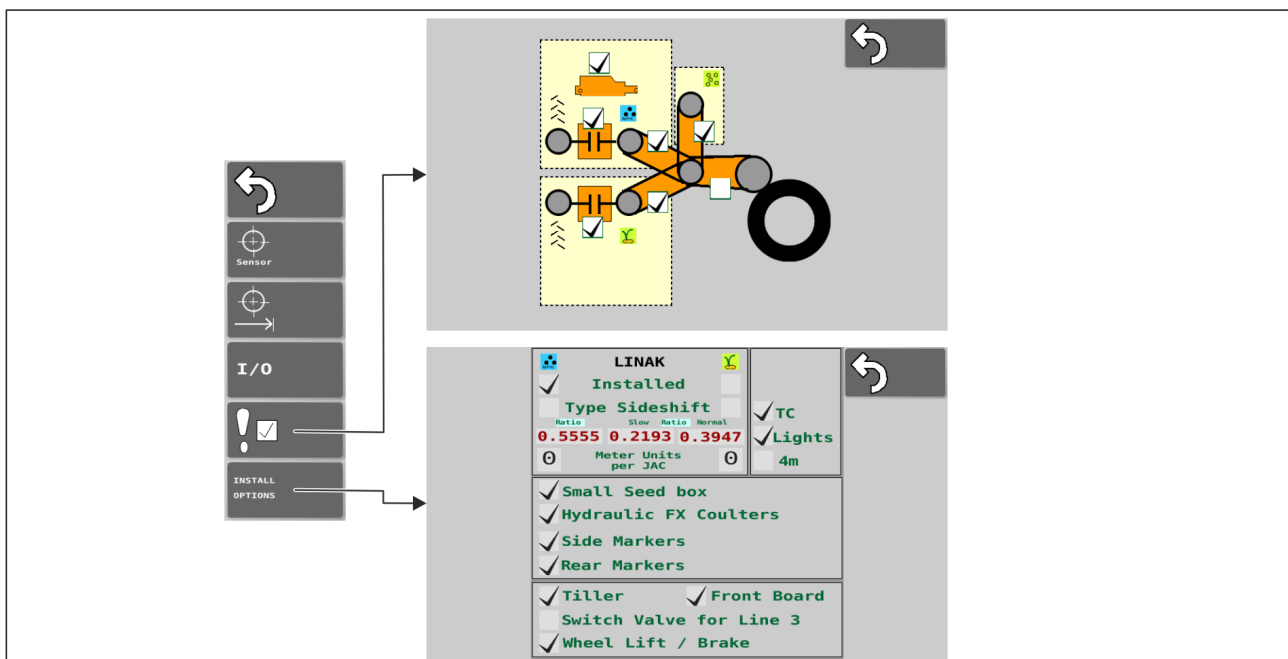 Sensor
I/O
INSTALL
OPTIONS
LINAK
Installed
Type Sideshift
Ratio Slow Ratio Normal
0.5555 0.2193 0.3947
0 Meter Units 0
per JAC
TC
Lights
4m
Small Seed box
Hydraulic FX Coulters
Side Markers
Rear Markers
Tiller Front Board
Switch Valve for Line 3
Wheel Lift / Brake